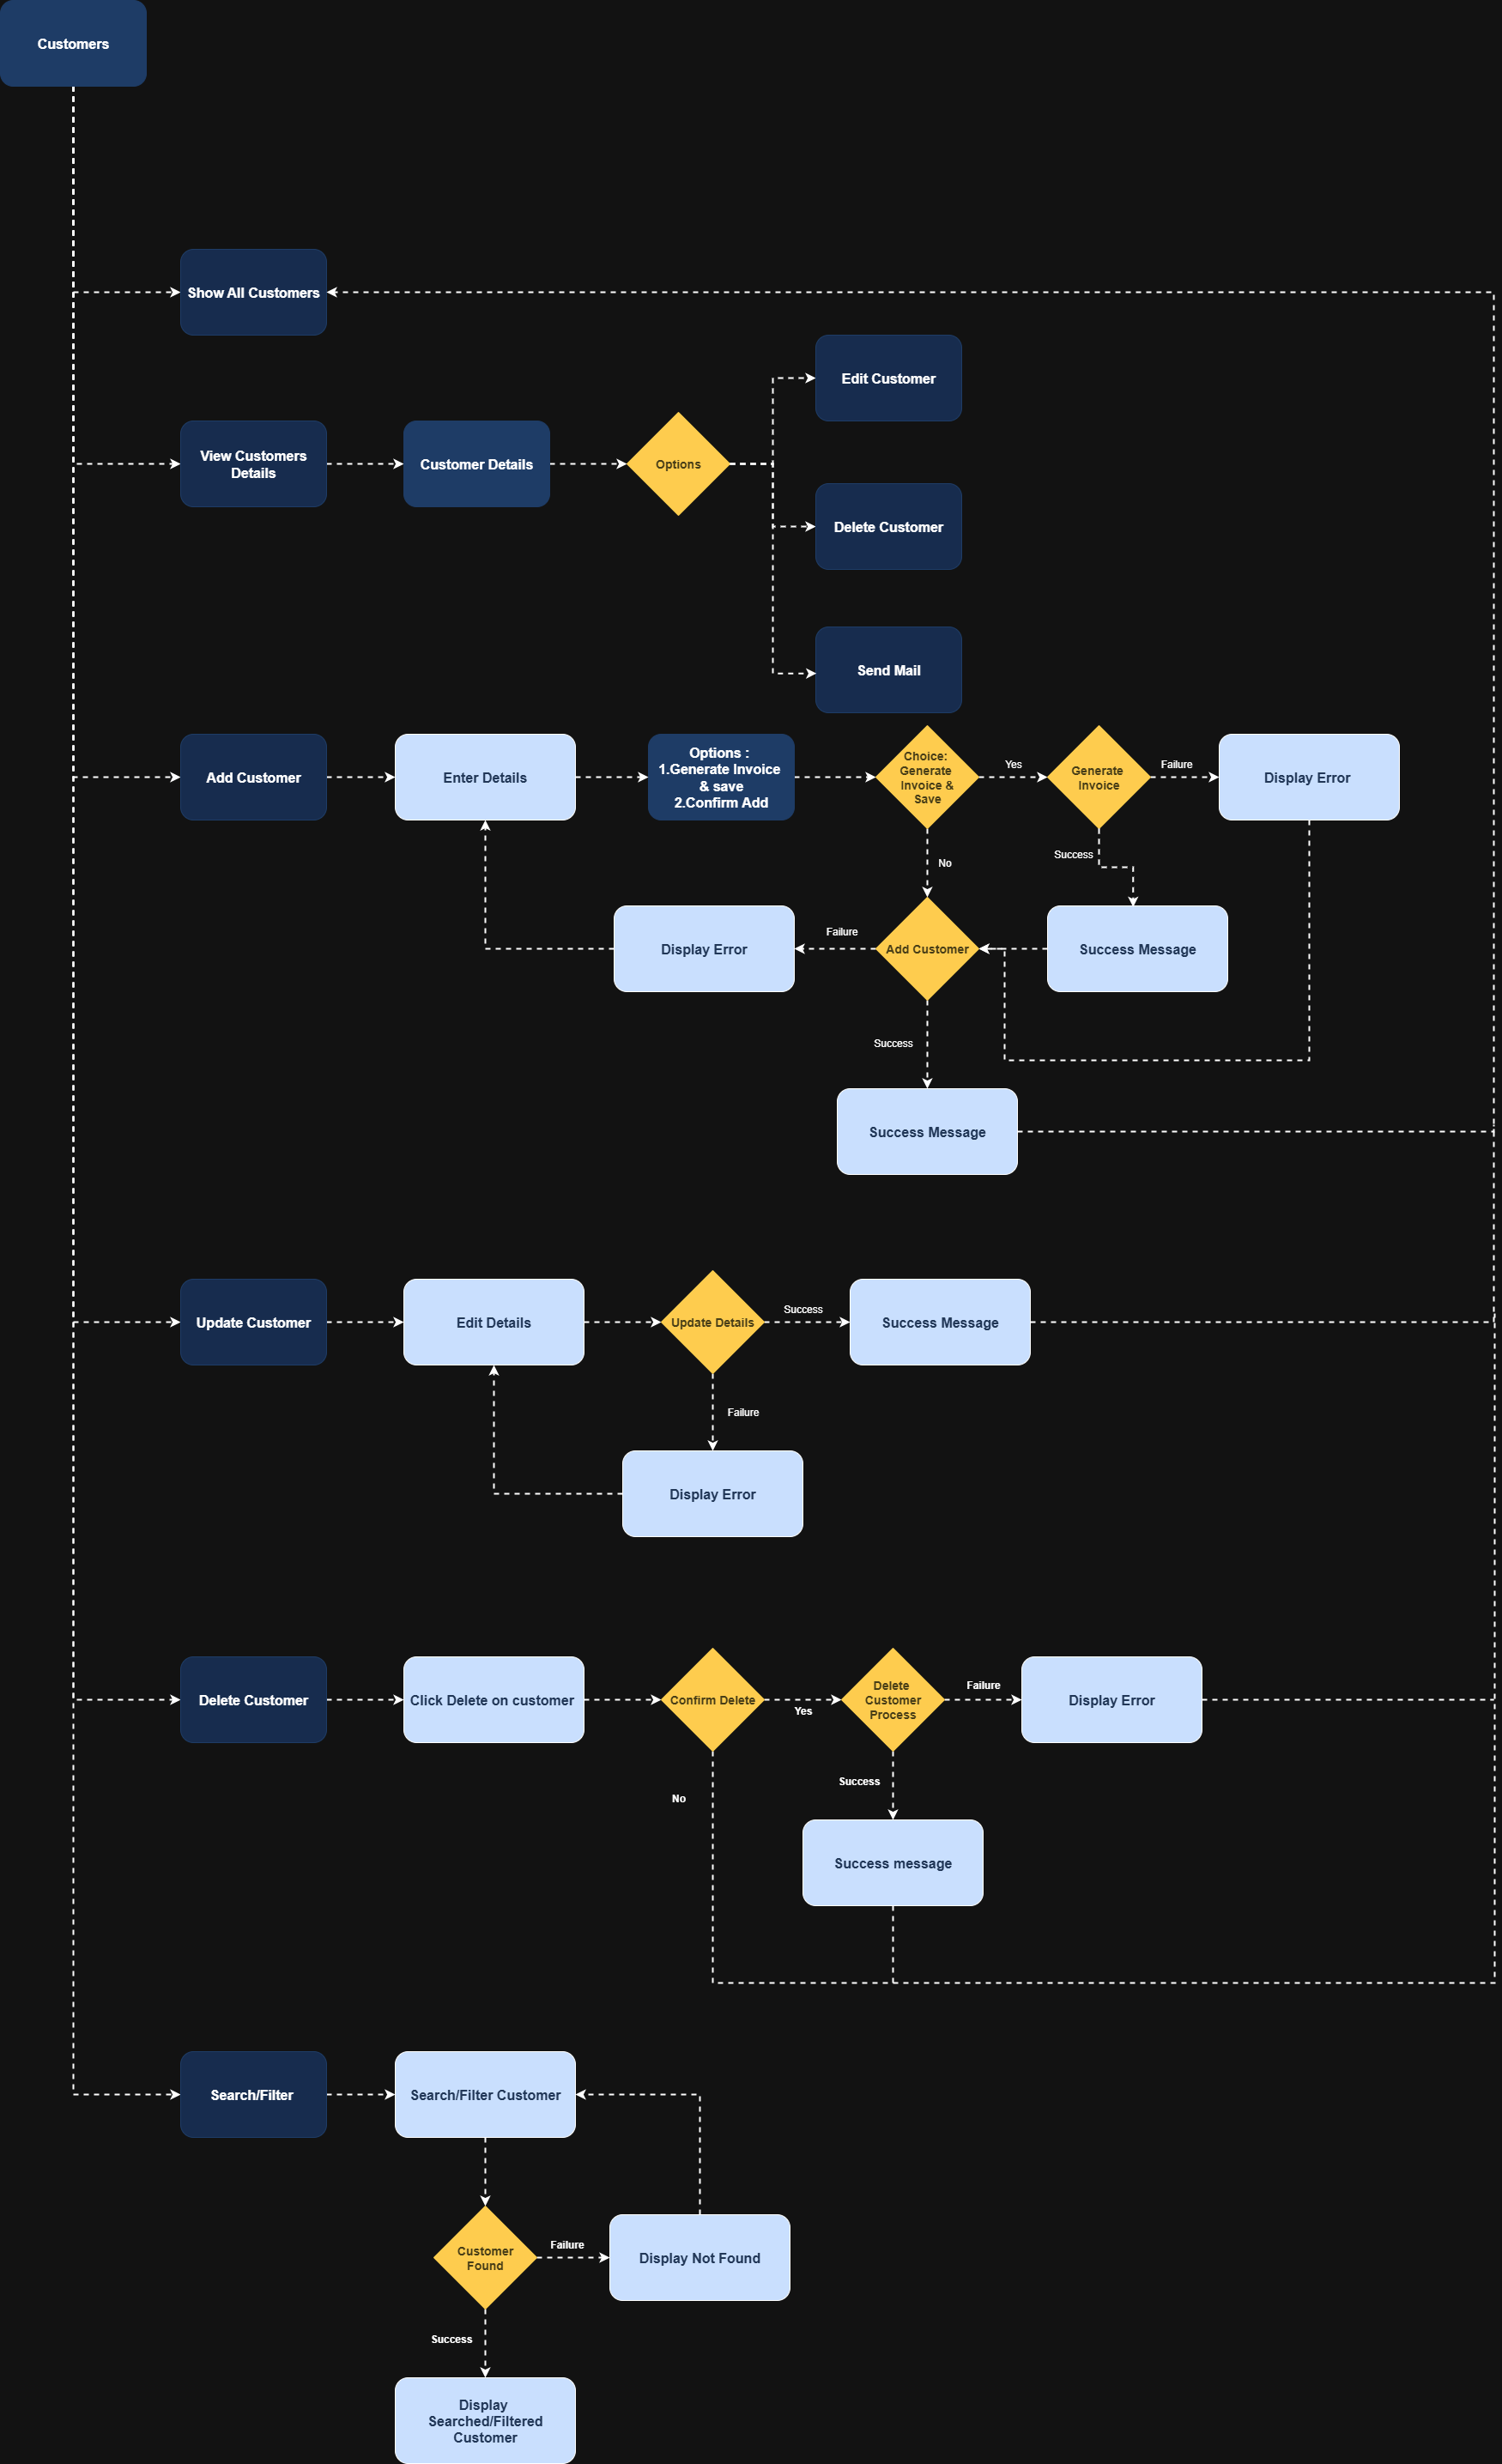 Customers
Show All Customers
Edit Customer
View Customers
Details
Customer Details
Options
Delete Customer
Send Mail
Add Customer
Enter Details
Options :
1.Generate Invoice
& save
2.Confirm Add
Choice:
Generate
Invoice &
Save
Yes
Generate
Invoice
Failure
Display Error
No
Success
Display Error
Failure
Add Customer
Success Message
Success
Success Message
Update Customer
Edit Details
Update Details
Success
Success Message
Failure
Display Error
Delete Customer
Click Delete on customer
Confirm Delete
Yes
Delete
Customer
Process
Failure
Display Error
No
Success
Success message
Search/Filter
Search/Filter Customer
Customer
Found
Failure
Display Not Found
Success
Display
Searched/Filtered
Customer